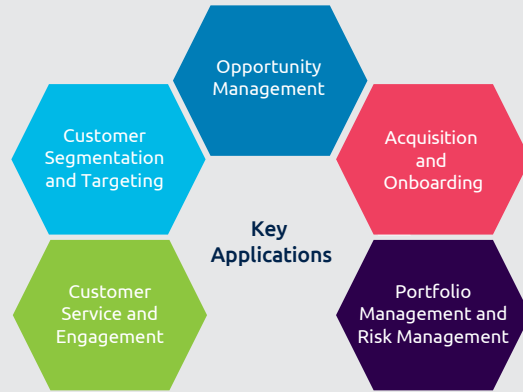 Opportunity
Management
Customer
Segmentation
and Targeting
Acquisition
and
Onboarding
Key
Applications
Customer
Service and
Engagement
Portfolio
Management and
Risk Management